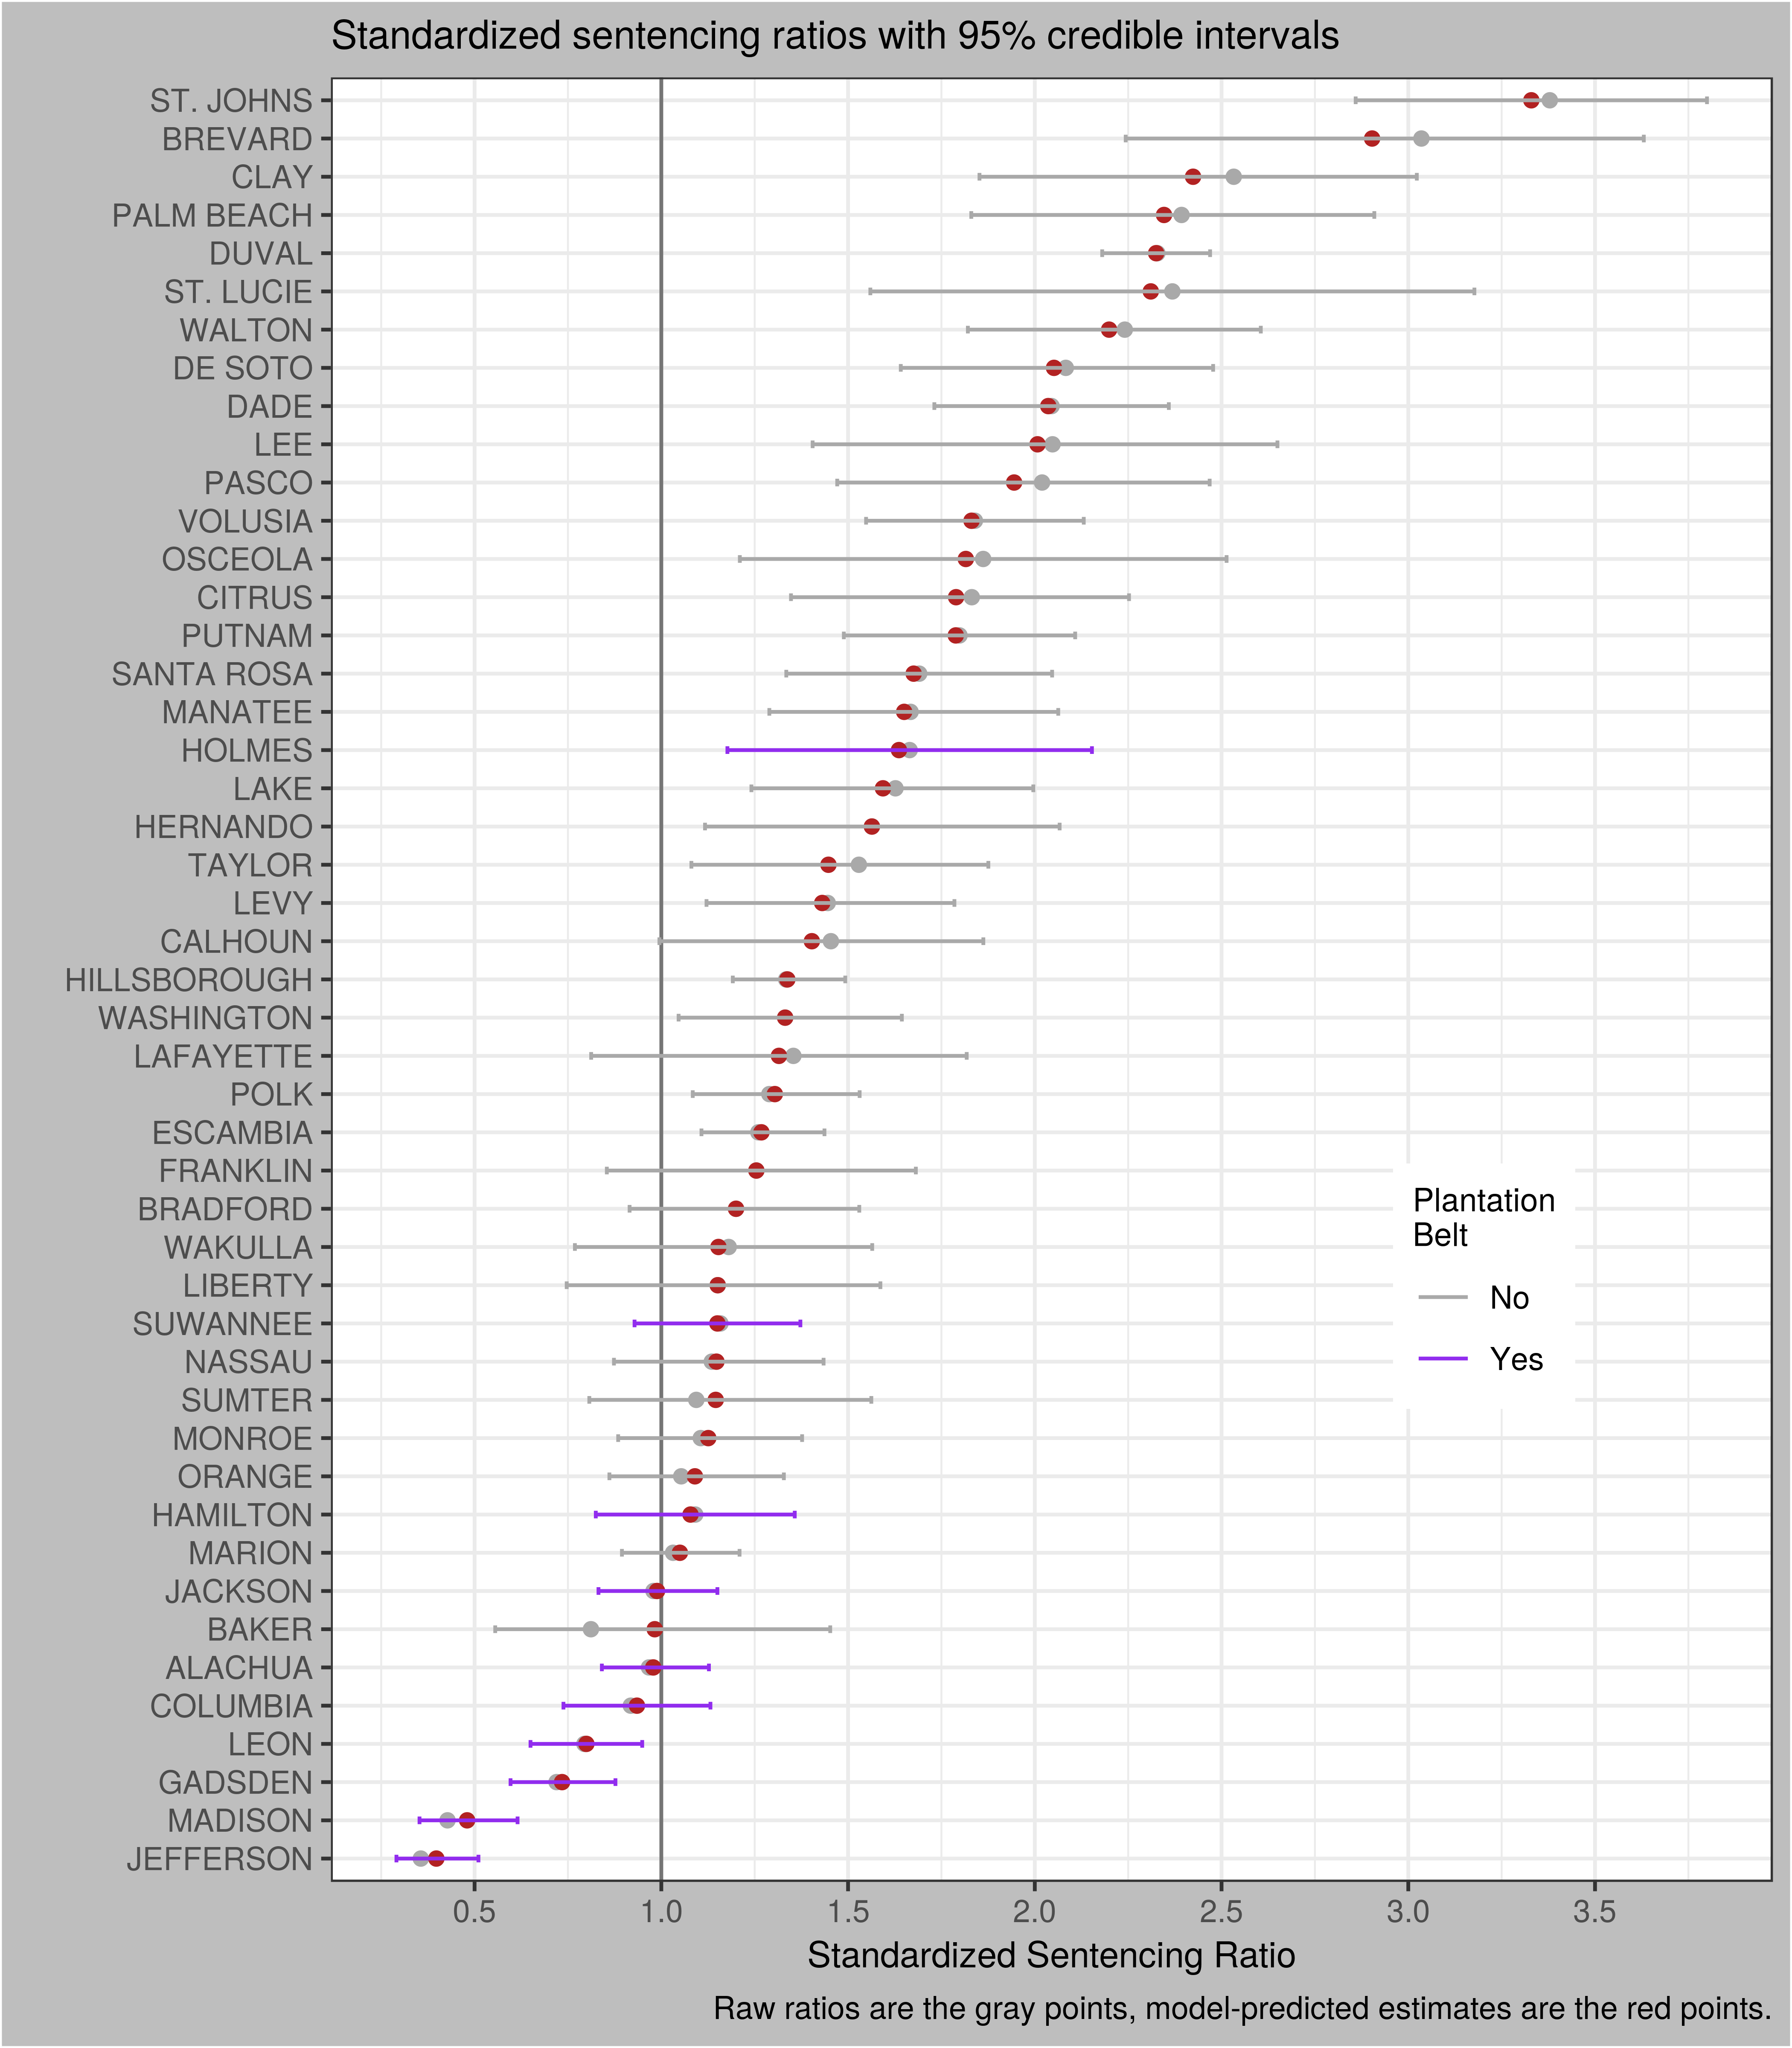 Standardized sentencing ratios with 95% credible intervals
ST. JOHNS
BREVARD
CLAY
PALM BEACH
DUVAL
ST. LUCIE
WALTON
DE SOTO
DADE
LEE
PASCO
VOLUSIA
OSCEOLA
CITRUS
PUTNAM
SANTA ROSA
MANATEE
HOLMES
LAKE
HERNANDO
TAYLOR
LEVY
CALHOUN
HILLSBOROUGH
WASHINGTON
LAFAYETTE
POLK
ESCAMBIA
FRANKLIN
BRADFORD
WAKULLA
LIBERTY
SUWANNEE
NASSAU
SUMTER
MONROE
ORANGE
HAMILTON
MARION
JACKSON
BAKER
ALACHUA
COLUMBIA
LEON
GADSDEN
MADISON
JEFFERSON
Plantation
Belt
No
Yes
0.5 1.0 1.5 2.0 2.5 3.0 3.5
Standardized Sentencing Ratio
Raw ratios are the gray points, model-predicted estimates are the red points.